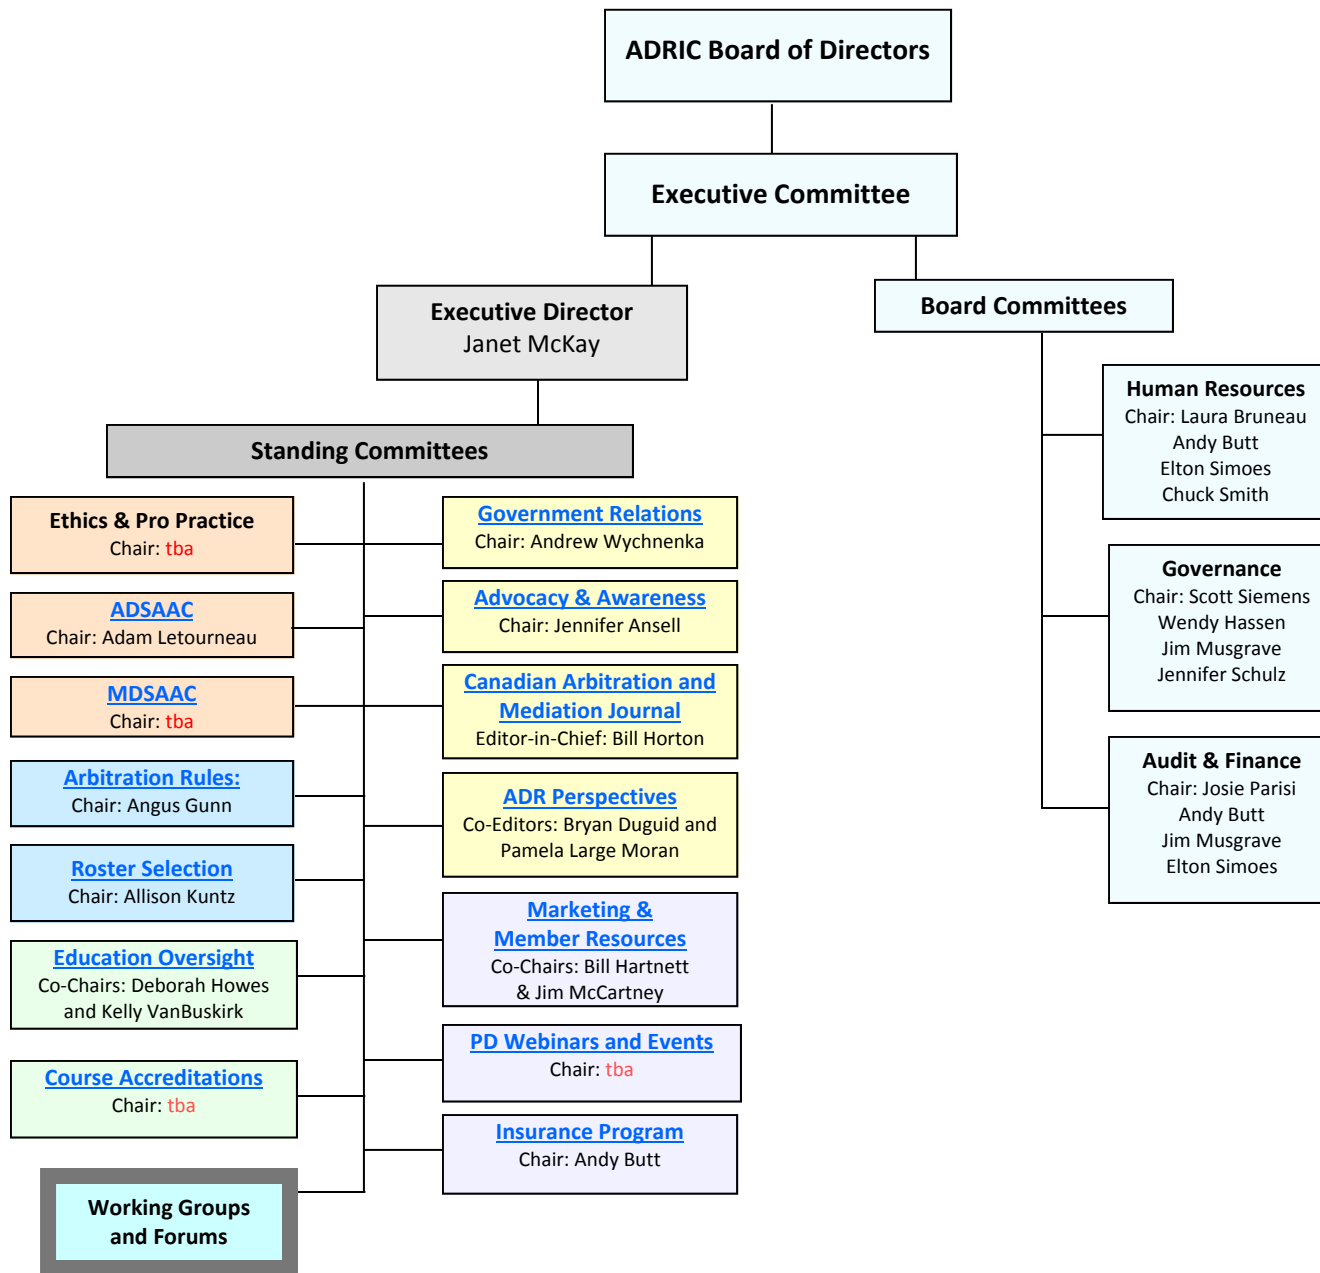 ADRIC Board of Directors
Executive Committee
Executive Director
Janet McKay
Board Committees
Standing Committees
Ethics & Pro Practice
Chair: tba
ADSAAC
Chair: Adam Letourneau
MDSAAC
Chair: tba
Arbitration Rules:
Chair: Angus Gunn
Roster Selection
Chair: Allison Kuntz
Education Oversight
Co-Chairs: Deborah Howes
and Kelly VanBuskirk
Course Accreditations
Chair: tba
Working Groups
and Forums
Government Relations
Chair: Andrew Wychnenka
Advocacy & Awareness
Chair: Jennifer Ansell
Canadian Arbitration and
Mediation Journal
Editor-in-Chief: Bill Horton
ADR Perspectives
Co-Editors: Bryan Duguid and
Pamela Large Moran
Marketing &
Member Resources
Co-Chairs: Bill Hartnett
& Jim McCartney
PD Webinars and Events
Chair: tba
Insurance Program
Chair: Andy Butt
Human Resources
Chair: Laura Bruneau
Andy Butt
Elton Simoes
Chuck Smith
Governance
Chair: Scott Siemens
Wendy Hassen
Jim Musgrave
Jennifer Schulz
Audit & Finance
Chair: Josie Parisi
Andy Butt
Jim Musgrave
Elton Simoes